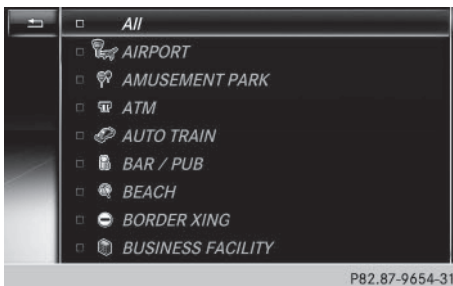 All
AIRPORT
AMUSEMENT PARK
ATM
AUTO TRAIN
BAR / PUB
BEACH
BORDER XING
BUSINESS FACILITY
P82.87-9654-31